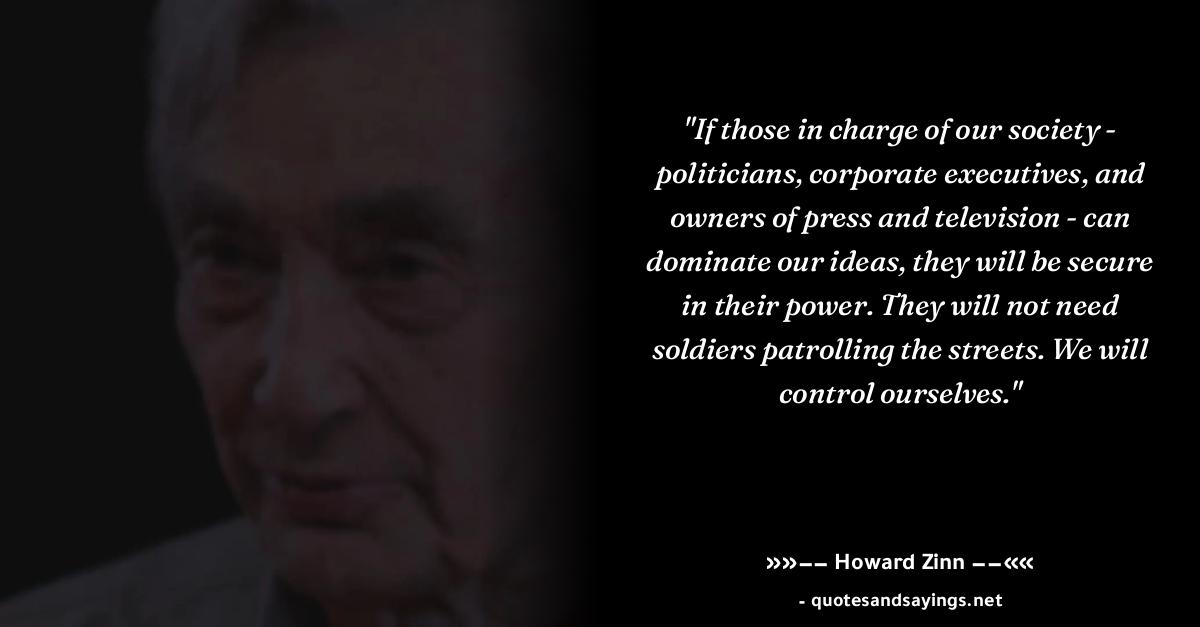 "If those in charge of our society -
politicians, corporate executives, and
owners of press and television - can
dominate our ideas, they will be secure
in their power. They will not need
soldiers patrolling the streets. We will
control ourselves."
»»−− Howard Zinn −−««
- quotesandsayings.net